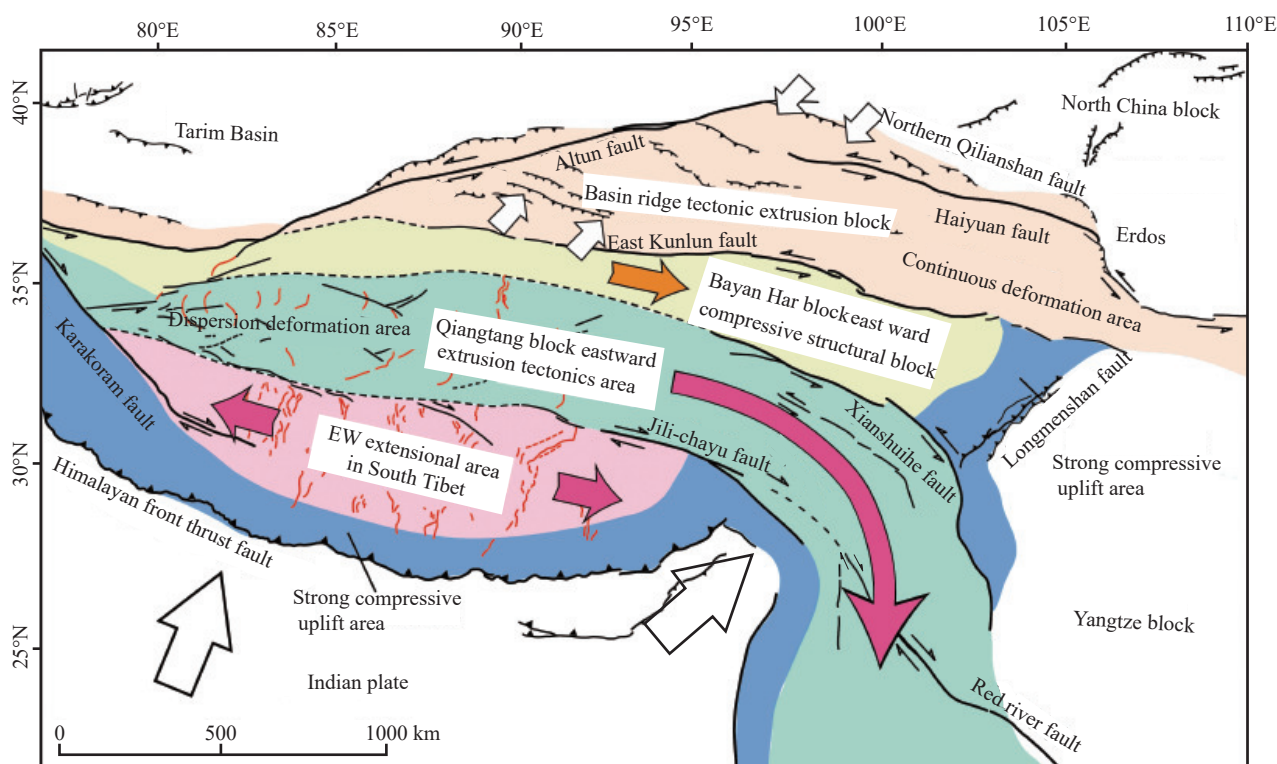 80°E
85°E
90°E
95°E
100°E
105°E
110°E
40°N
35°N
30°N
25°N
Tarim Basin
North China block
Altun fault
Northern Qilianshan fault
Basin ridge tectonic extrusion block
Haiyuan fault
Erdos
East Kunlun fault
Continuous deformation area
Bayan Har blockeast ward
compressive structural block
Dispersion deformation area
Qiangtang block eastward
extrusion tectonics area
Karakoram fault
Xianshuihe fault
Longmenshan fault
Jili-chayu fault
EW extensional area
in South Tibet
Strong compressive
uplift area
Himalayan front thrust fault
Strong compressive
uplift area
Yangtze block
Indian plate
Red river fault
0
500
1000 km